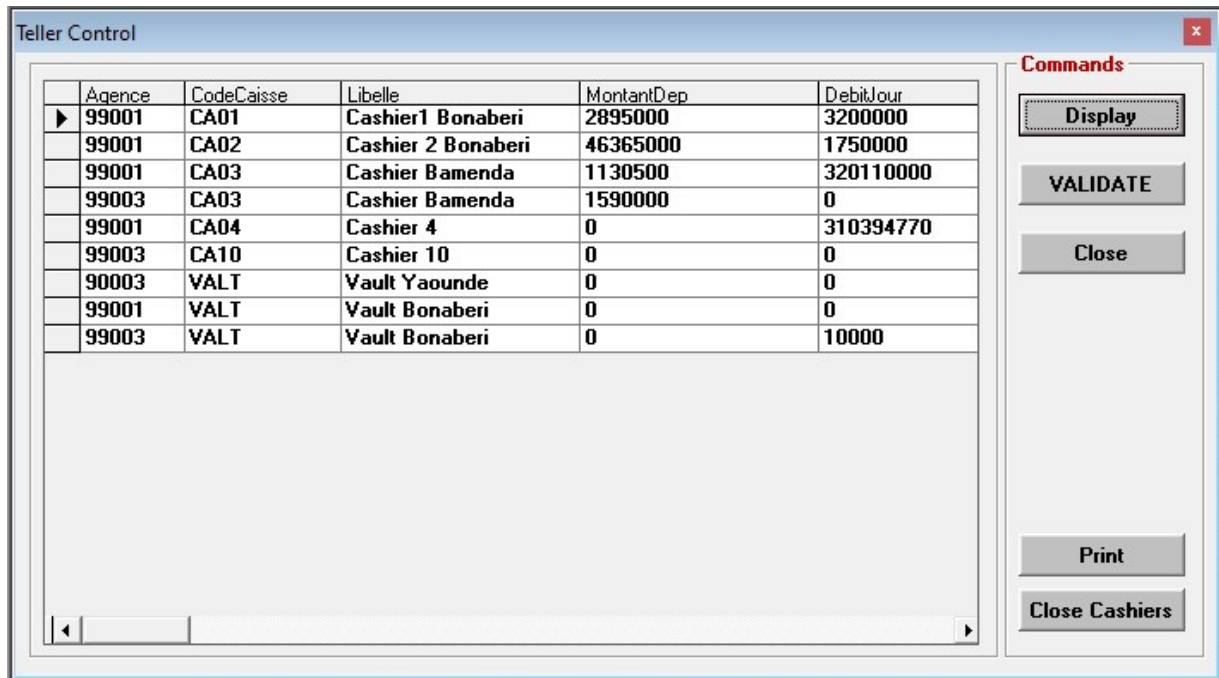 Teller Control
x
Commands
Agence CodeCaisse Libelle MontantDep DebitJour
99001 CA01 Cashier1 Bonaberi 2895000 3200000
99001 CA02 Cashier 2 Bonaberi 46365000 1750000
99001 CA03 Cashier Bamenda 1130500 320110000
99003 CA03 Cashier Bamenda 1590000 0
99001 CA04 Cashier 4 0 310394770
99003 CA10 Cashier 10 0 0
90003 VALT Vault Yaounde 0 0
99001 VALT Vault Bonaberi 0 0
99003 VALT Vault Bonaberi 0 10000
Display
VALIDATE
Close
Print
Close Cashiers